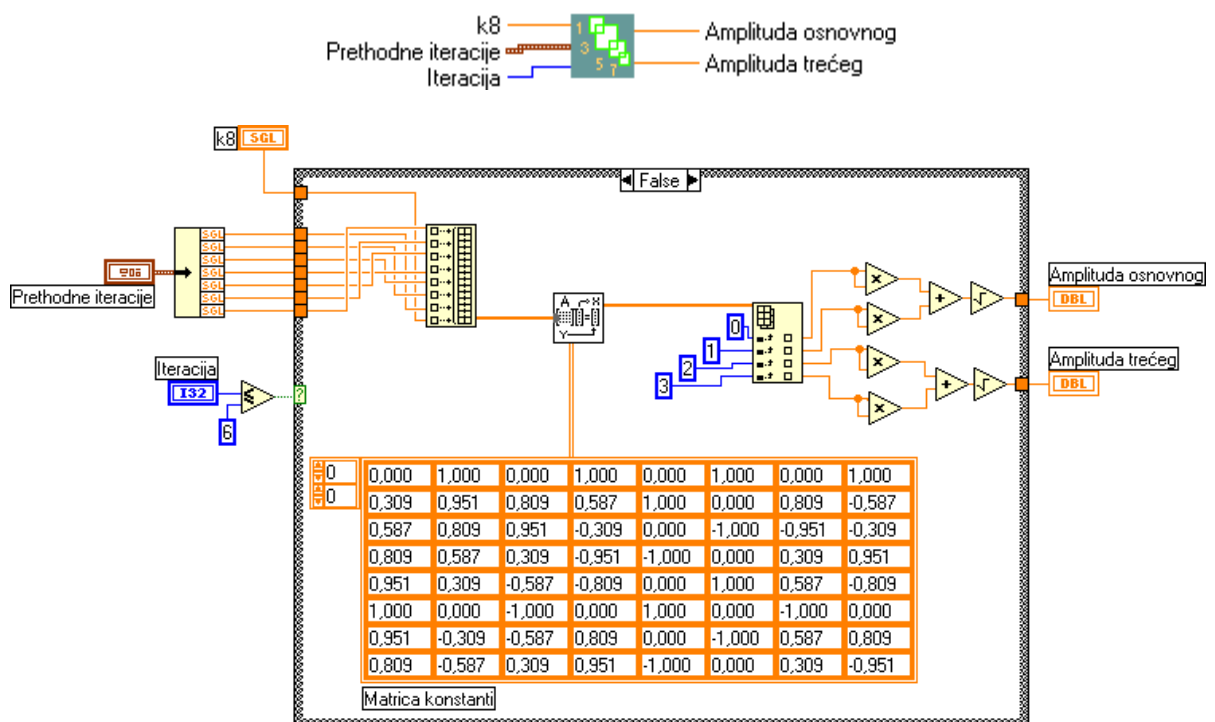 k8
Prethodne iteracije
Iteracija
1
3
5
7
Amplituda osnovnog
Amplituda trećeg
k8 SGL
False
SGL
SGL
SGL
SGL
SGL
SGL
SGL
Prethodne iteracije
Iteracija
I32
6
?
A X
Y
0
1
2
3
x
x
x
x
+
+
√
√
Amplituda osnovnog
DBL
Amplituda trećeg
DBL
0
0
0,000 1,000 0,000 1,000 0,000 1,000 0,000 1,000
0,309 0,951 0,809 0,587 1,000 0,000 0,809 -0,587
0,587 0,809 0,951 -0,309 0,000 -1,000 -0,951 -0,309
0,809 0,587 0,309 -0,951 -1,000 0,000 0,309 0,951
0,951 0,309 -0,587 -0,809 0,000 1,000 0,587 -0,809
1,000 0,000 -1,000 0,000 1,000 0,000 -1,000 0,000
0,951 -0,309 -0,587 0,809 0,000 -1,000 0,587 0,809
0,809 -0,587 0,309 0,951 -1,000 0,000 0,309 -0,951
Matrica konstanti